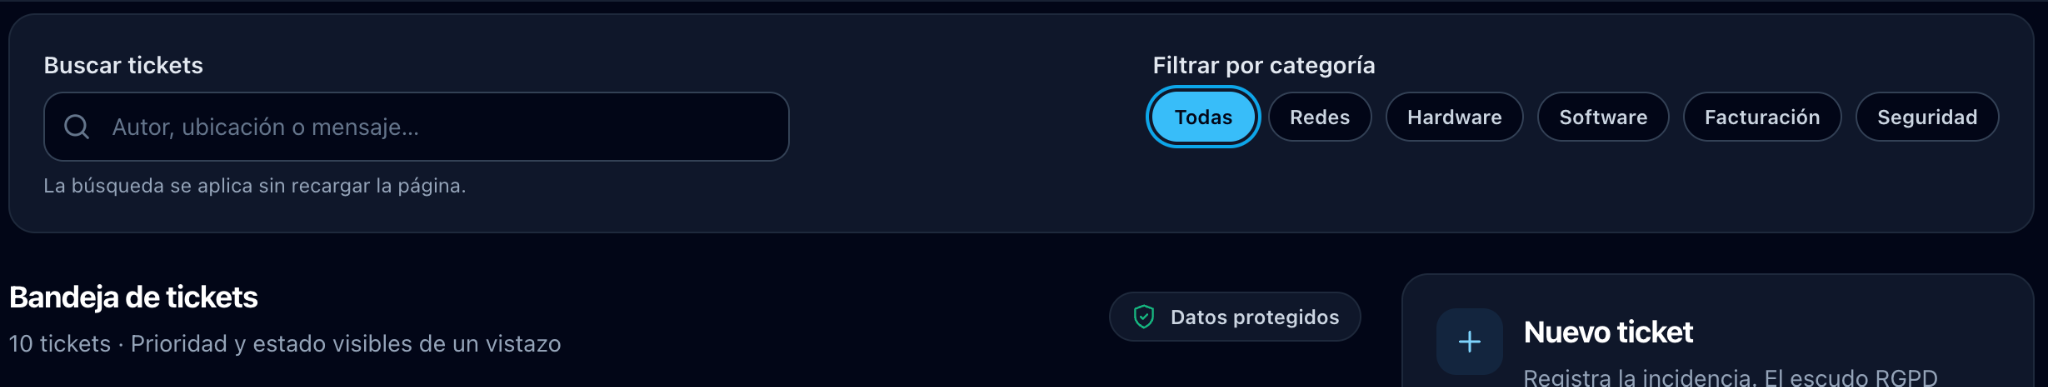 Buscar tickets
Autor, ubicación o mensaje...
La búsqueda se aplica sin recargar la página.
Filtrar por categoría
Todas
Redes
Hardware
Software
Facturación
Seguridad
Bandeja de tickets
10 tickets · Prioridad y estado visibles de un vistazo
Datos protegidos
Nuevo ticket
Registra la incidencia. El escudo RGPD